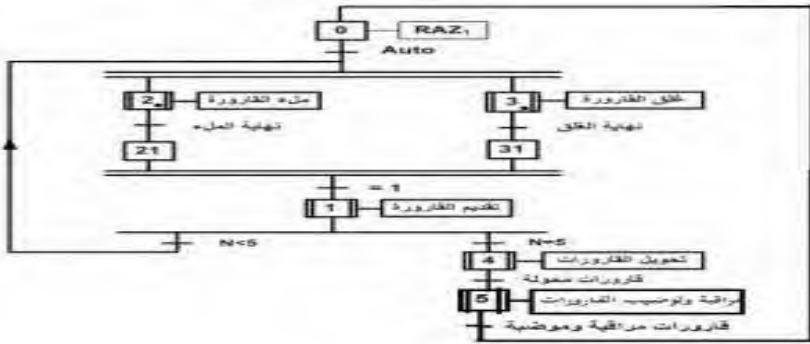 0 RAZ₁
Auto
2 ملء القارورة 3 غلق القارورة
نهاية الملء نهاية الغلق
21 31
= 1
1 تقديم القارورة
N<5 N=5
4 تحويل القارورات
قارورات محولة
5 مراقبة وتوضيب القارورات
قارورات مراقبة وموضبة